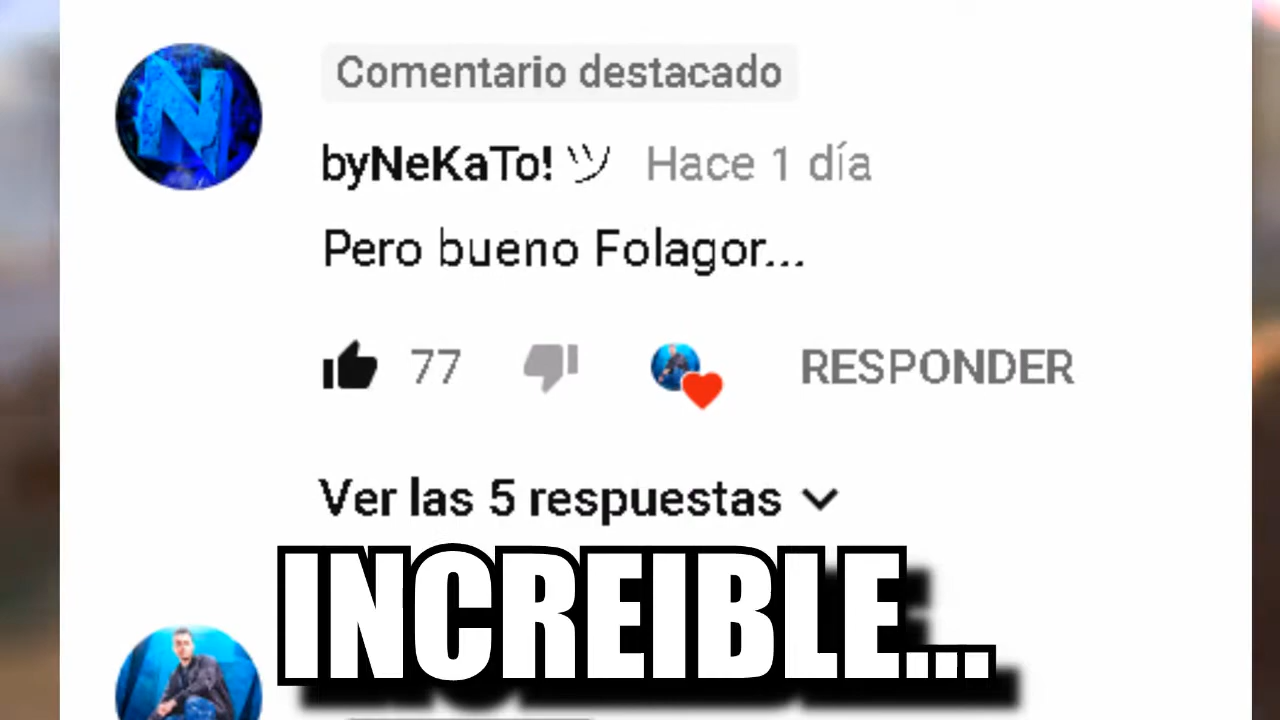 N
Comentario destacado
byNeKaTo! ツ Hace 1 día
Pero bueno Folagor...
77 RESPONDER
Ver las 5 respuestas
INCREIBLE...